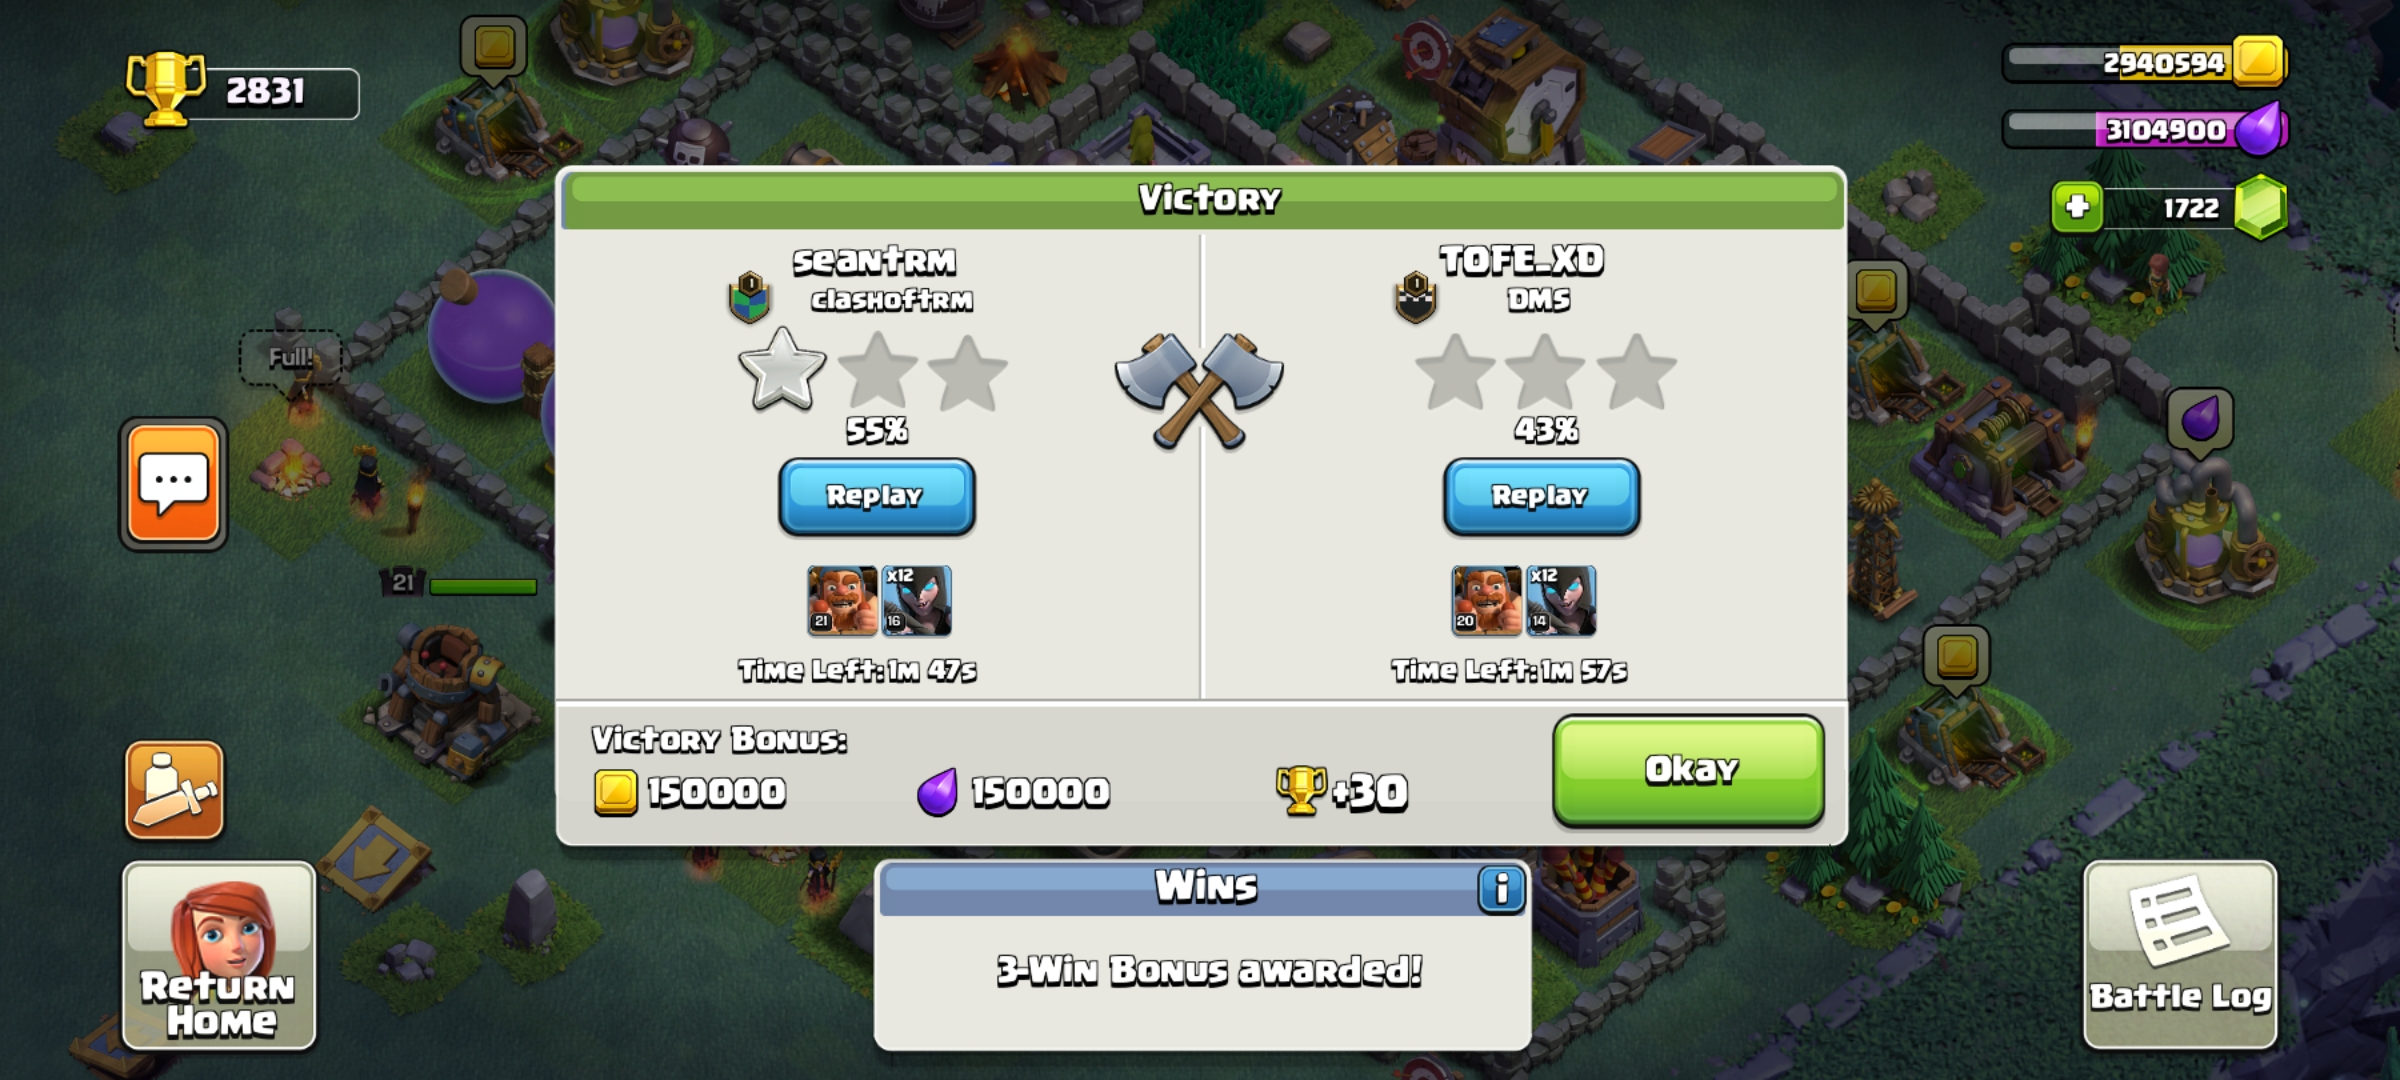 2831
2940594
3104900
1722
Victory
seantrm
clashoftrm
TOFE_XD
DMS
1
1
Full!
55%
43%
Replay
Replay
21
x12
21
16
x12
20
14
Time Left:1m 47s
Time Left:1m 57s
Victory Bonus:
150000
150000
+30
Okay
Wins
i
3-Win Bonus awarded!
Return
Home
Battle Log